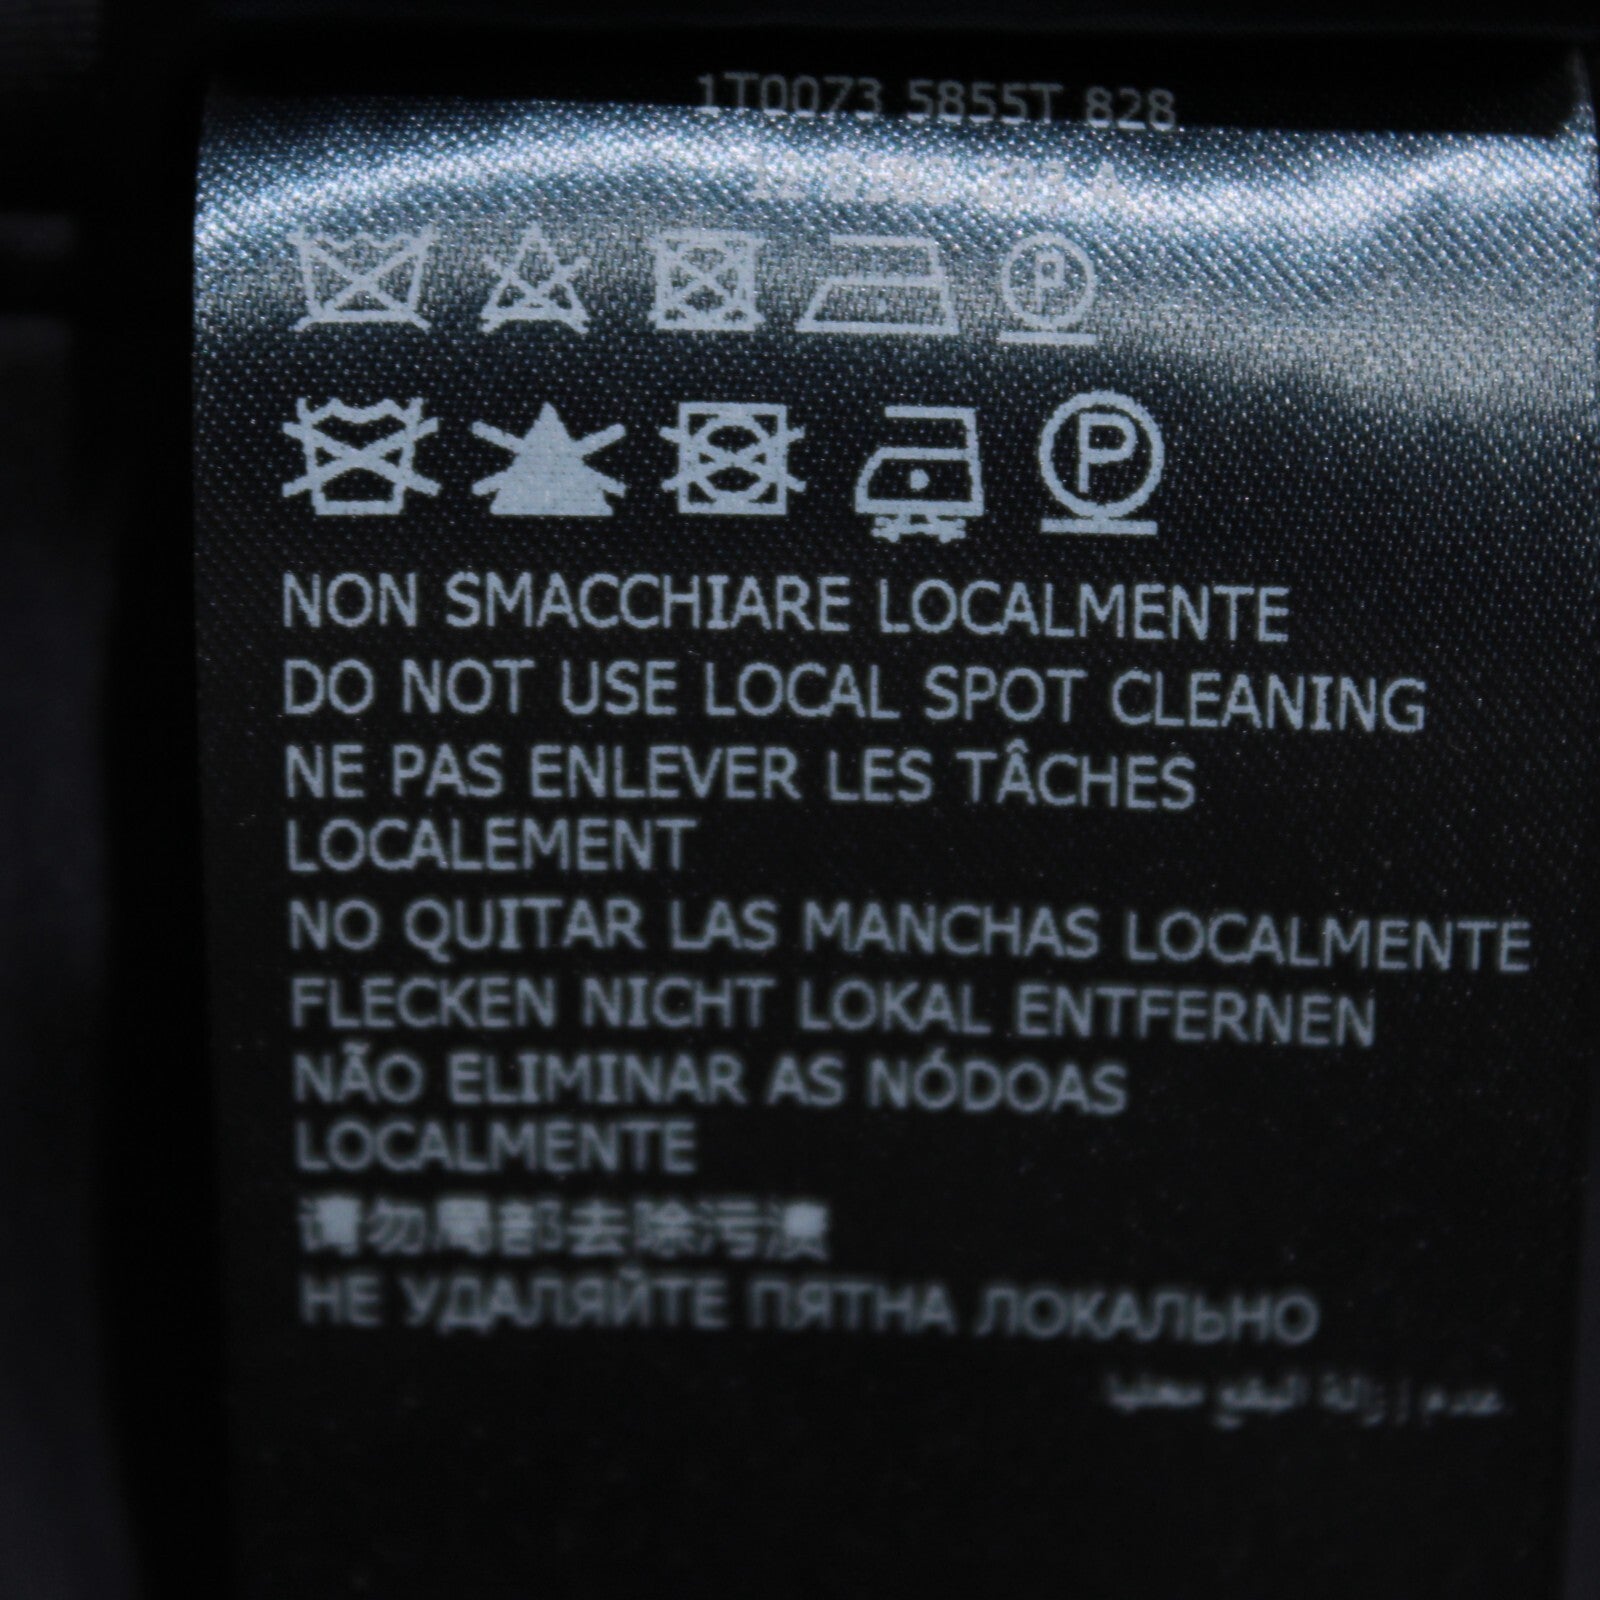 1T0073 5855T 828
P
P
NON SMACCHIARE LOCALMENTE
DO NOT USE LOCAL SPOT CLEANING
NE PAS ENLEVER LES TÂCHES
LOCALEMENT
NO QUITAR LAS MANCHAS LOCALMENTE
FLECKEN NICHT LOKAL ENTFERNEN
NÃO ELIMINAR AS NÓDOAS
LOCALMENTE
请勿局部去除污渍
НЕ УДАЛЯЙТЕ ПЯТНА ЛОКАЛЬНО